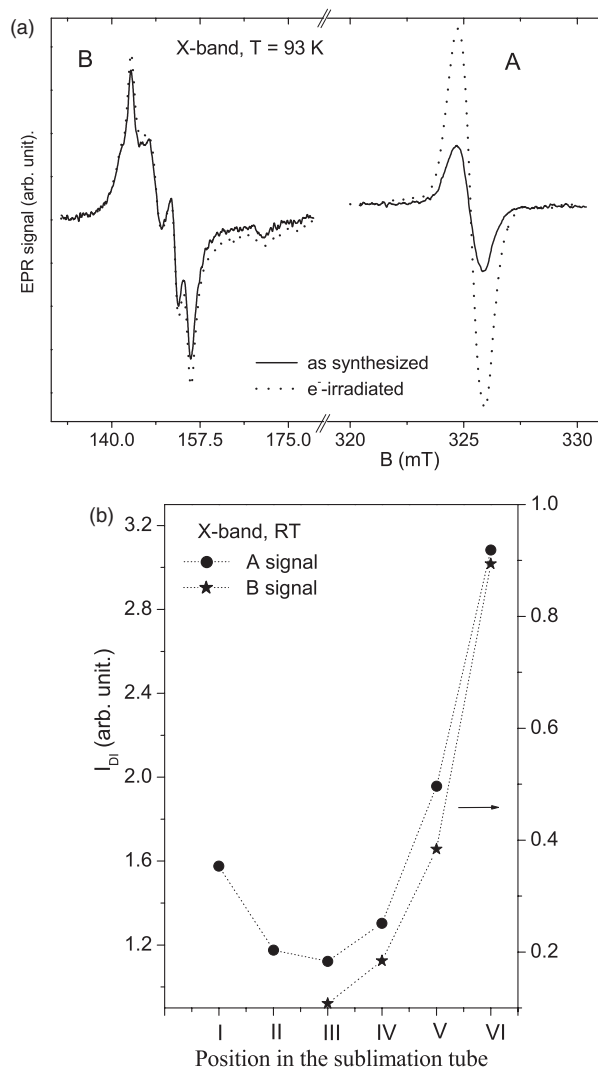 (a)
B
X-band, T = 93 K
A
EPR signal (arb. unit).
as synthesized
e⁻-irradiated
140.0 157.5 175.0 320 325 330
B (mT)
(b)
X-band, RT
A signal
B signal
I_DI (arb. unit.)
3.2
2.8
2.4
2.0
1.6
1.2
1.0
0.8
0.6
0.4
0.2
I II III IV V VI
Position in the sublimation tube